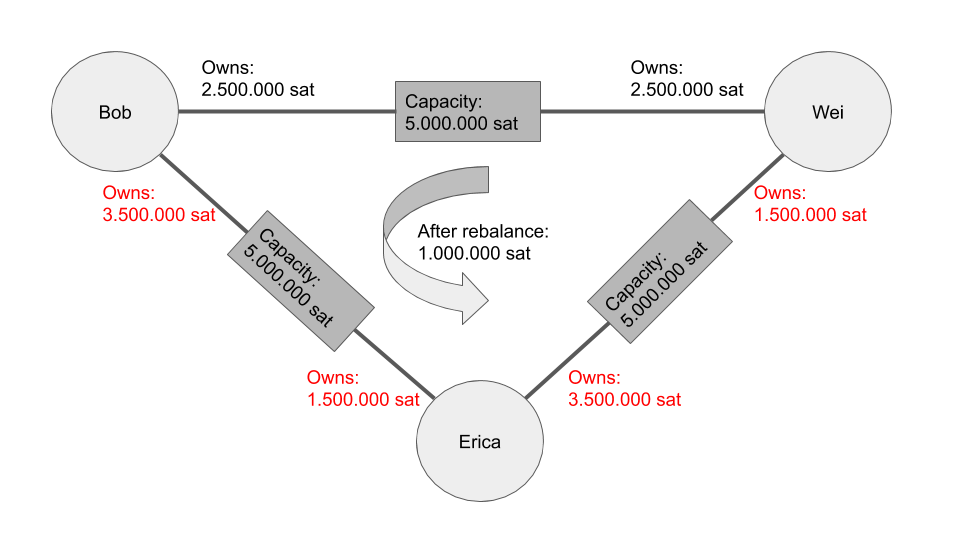 Owns:
2.500.000 sat
Owns:
2.500.000 sat
Bob
Capacity:
5.000.000 sat
Wei
Owns:
3.500.000 sat
Owns:
1.500.000 sat
After rebalance:
1.000.000 sat
Capacity:
5.000.000 sat
Capacity:
5.000.000 sat
Owns:
1.500.000 sat
Owns:
3.500.000 sat
Erica